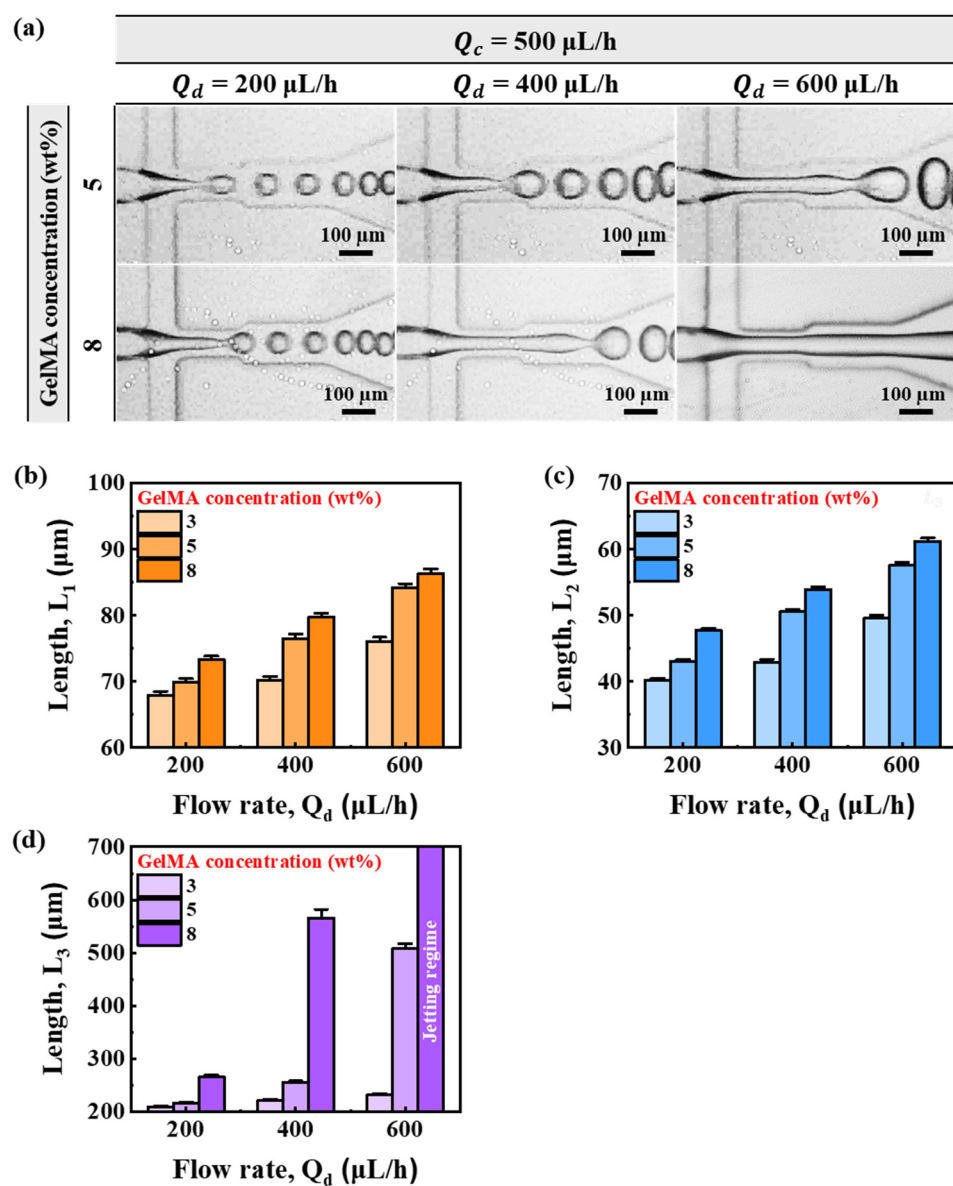 (a)
Q_c = 500 μL/h
Q_d = 200 μL/h
Q_d = 400 μL/h
Q_d = 600 μL/h
GelMA concentration (wt%)
5
100 μm
100 μm
100 μm
8
100 μm
100 μm
100 μm
(b)
100
90
80
70
60
Length, L₁ (μm)
GelMA concentration (wt%)
3
5
8
200
400
600
Flow rate, Q_d (μL/h)
(c)
70
60
50
40
30
Length, L₂ (μm)
GelMA concentration (wt%)
3
5
8
200
400
600
Flow rate, Q_d (μL/h)
(d)
700
600
500
400
300
200
Length, L₃ (μm)
GelMA concentration (wt%)
3
5
8
Jetting regime
200
400
600
Flow rate, Q_d (μL/h)